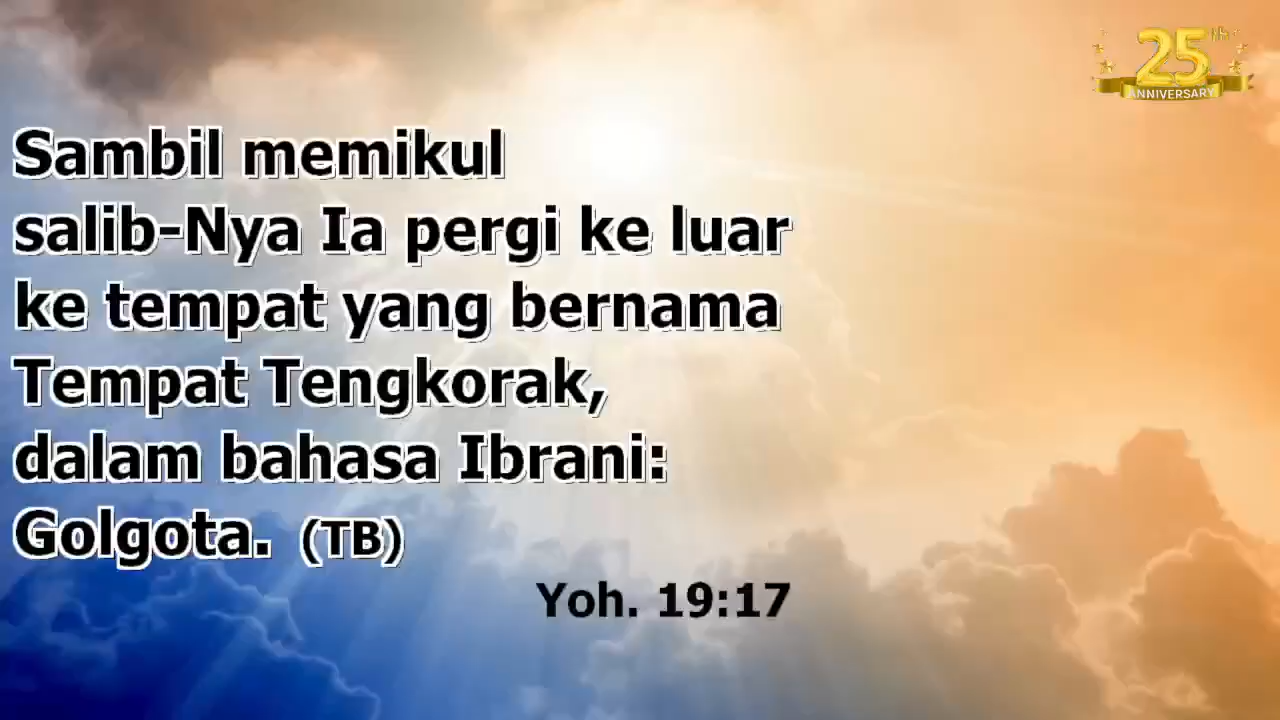 25th
ANNIVERSARY
Sambil memikul
salib-Nya Ia pergi ke luar
ke tempat yang bernama
Tempat Tengkorak,
dalam bahasa Ibrani:
Golgota. (TB)
Yoh. 19:17